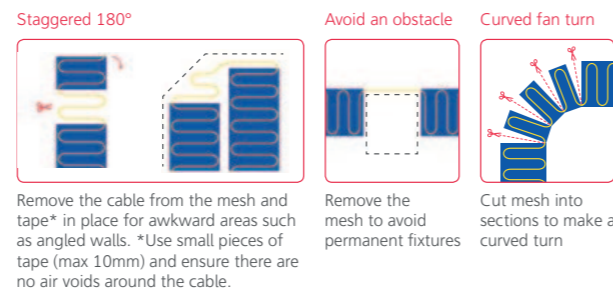 Staggered 180°
Remove the cable from the mesh and
tape* in place for awkward areas such
as angled walls. *Use small pieces of
tape (max 10mm) and ensure there are
no air voids around the cable.
Avoid an obstacle
Remove the
mesh to avoid
permanent fixtures
Curved fan turn
Cut mesh into
sections to make a
curved turn